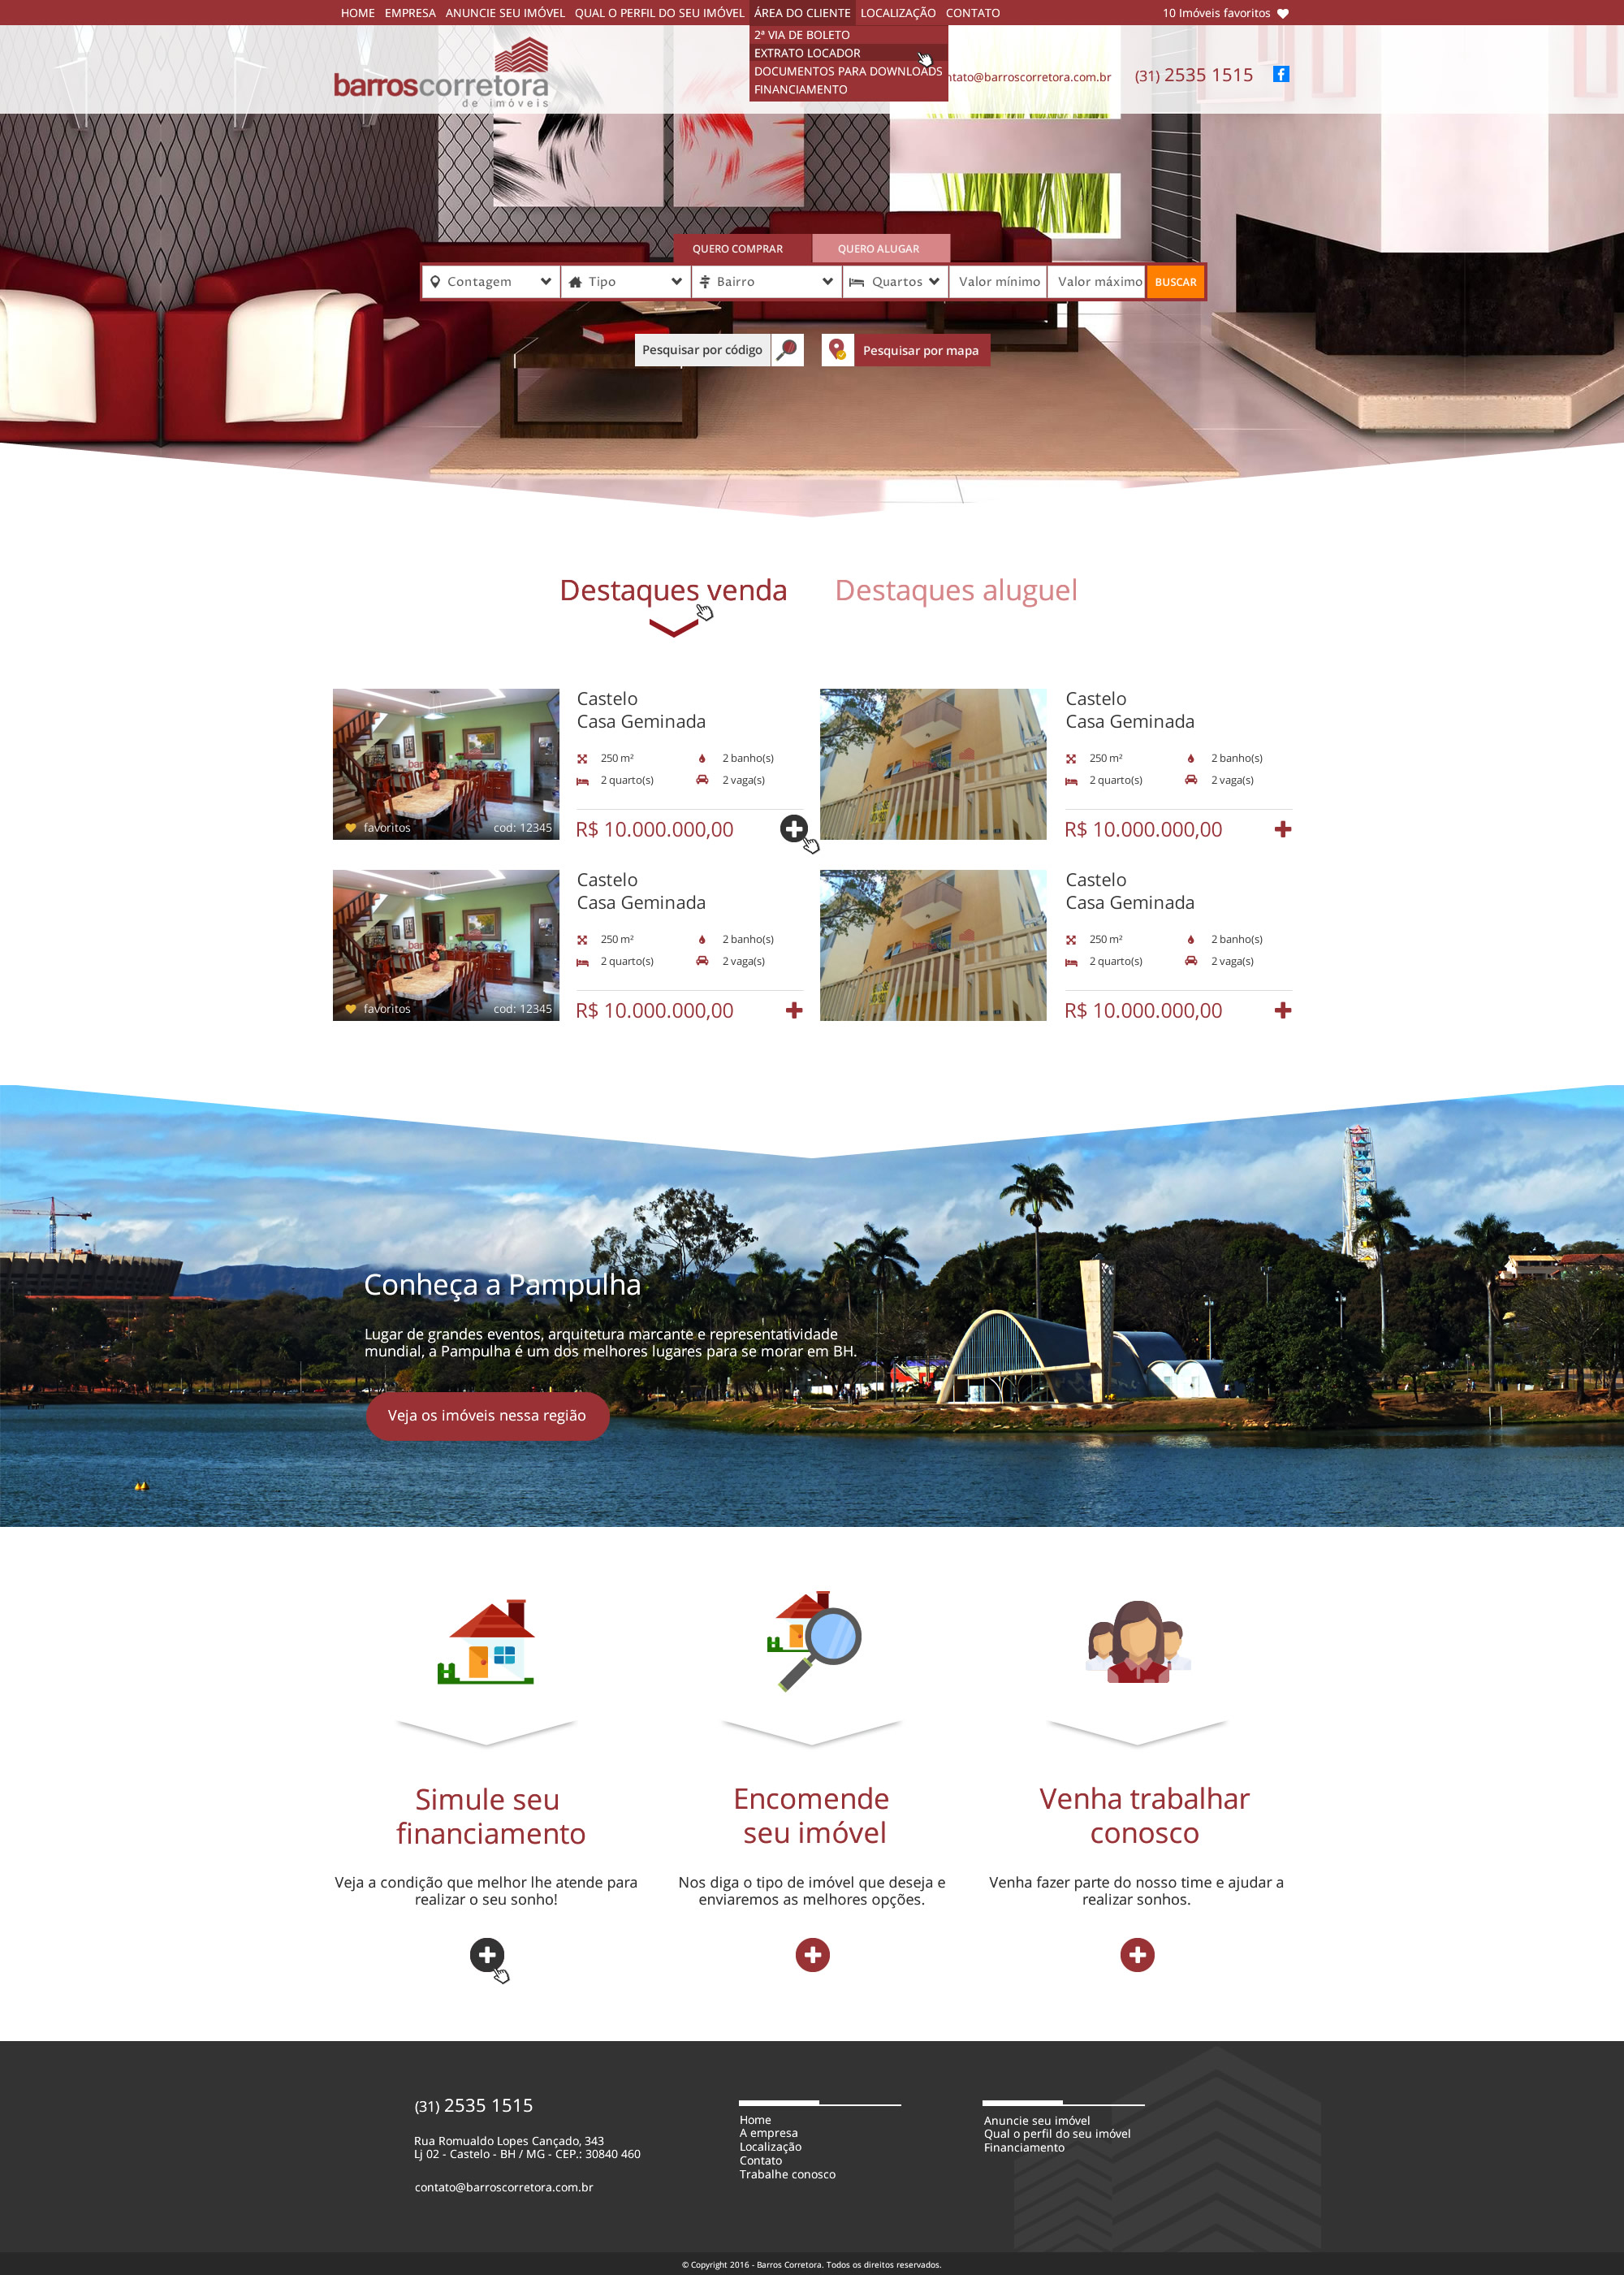 HOME EMPRESA ANUNCIE SEU IMÓVEL QUAL O PERFIL DO SEU IMÓVEL ÁREA DO CLIENTE LOCALIZAÇÃO CONTATO 10 Imóveis favoritos
2ª VIA DE BOLETO
EXTRATO LOCADOR
DOCUMENTOS PARA DOWNLOADS
FINANCIAMENTO
barroscorretora
de imóveis
ntato@barroscorretora.com.br (31) 2535 1515
QUERO COMPRAR QUERO ALUGAR
Contagem Tipo Bairro Quartos Valor mínimo Valor máximo BUSCAR
Pesquisar por código Pesquisar por mapa
Destaques venda Destaques aluguel
Castelo
Casa Geminada
250 m² 2 banho(s)
2 quarto(s) 2 vaga(s)
favoritos cod: 12345
R$ 10.000.000,00
Castelo
Casa Geminada
250 m² 2 banho(s)
2 quarto(s) 2 vaga(s)
R$ 10.000.000,00
Castelo
Casa Geminada
250 m² 2 banho(s)
2 quarto(s) 2 vaga(s)
favoritos cod: 12345
R$ 10.000.000,00
Castelo
Casa Geminada
250 m² 2 banho(s)
2 quarto(s) 2 vaga(s)
R$ 10.000.000,00
Conheça a Pampulha
Lugar de grandes eventos, arquitetura marcante e representatividade
mundial, a Pampulha é um dos melhores lugares para se morar em BH.
Veja os imóveis nessa região
Simule seu
financiamento
Veja a condição que melhor lhe atende para
realizar o seu sonho!
Encomende
seu imóvel
Nos diga o tipo de imóvel que deseja e
enviaremos as melhores opções.
Venha trabalhar
conosco
Venha fazer parte do nosso time e ajudar a
realizar sonhos.
(31) 2535 1515
Rua Romualdo Lopes Cançado, 343
Lj 02 - Castelo - BH / MG - CEP.: 30840 460
contato@barroscorretora.com.br
Home
A empresa
Localização
Contato
Trabalhe conosco
Anuncie seu imóvel
Qual o perfil do seu imóvel
Financiamento
© Copyright 2016 - Barros Corretora. Todos os direitos reservados.